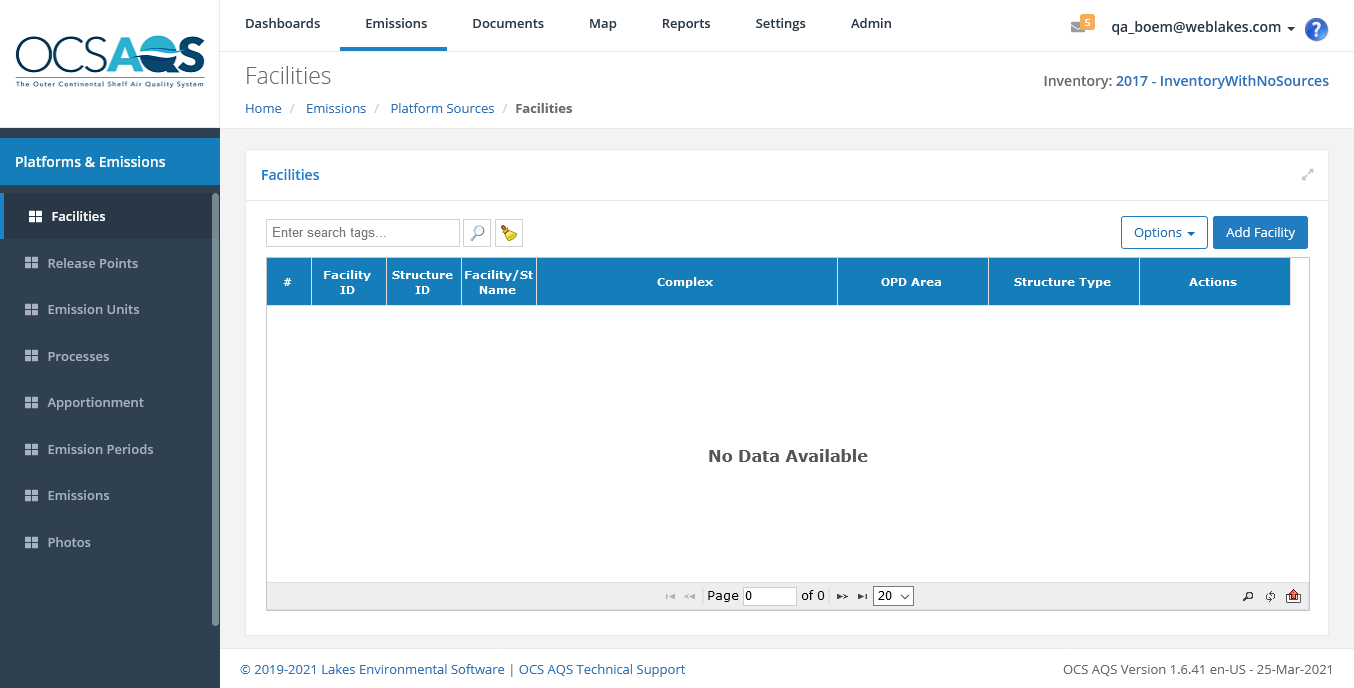 OCSAQS
The Outer Continental Shelf Air Quality System
Dashboards Emissions Documents Map Reports Settings Admin
5
qa_boem@weblakes.com
?
Facilities
Home / Emissions / Platform Sources / Facilities
Inventory: 2017 - InventoryWithNoSources
Platforms & Emissions
Facilities
Release Points
Emission Units
Processes
Apportionment
Emission Periods
Emissions
Photos
Facilities
Enter search tags...
Options
Add Facility
# Facility ID Structure ID Facility/St Name Complex OPD Area Structure Type Actions
No Data Available
Page 0 of 0 20
© 2019-2021 Lakes Environmental Software | OCS AQS Technical Support
OCS AQS Version 1.6.41 en-US - 25-Mar-2021